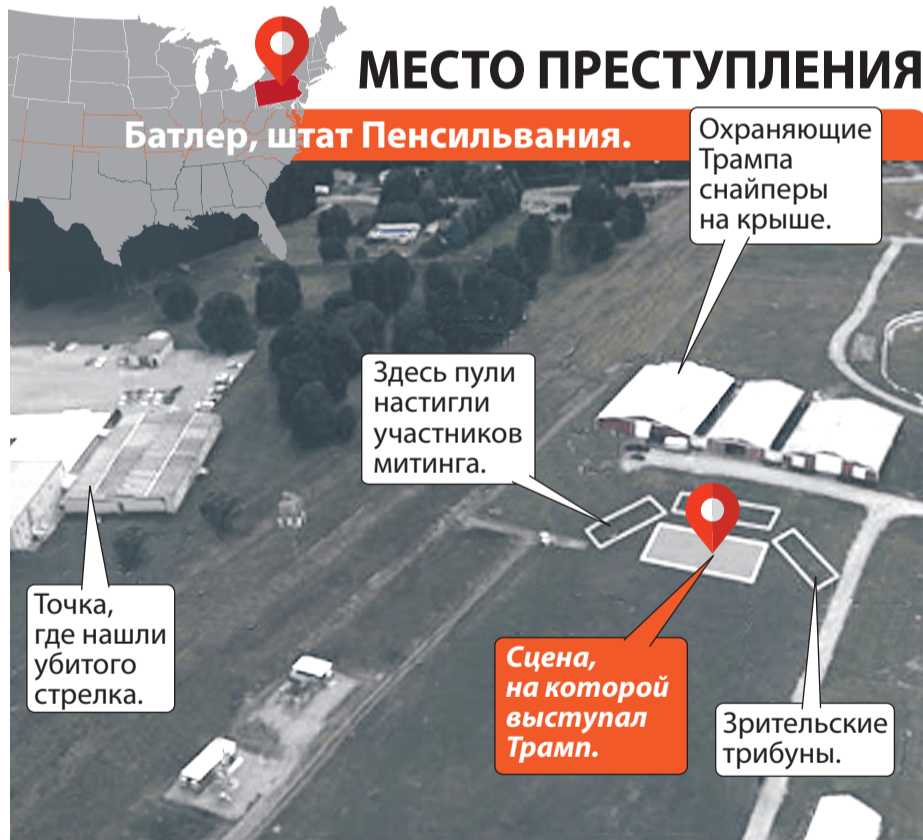 МЕСТО ПРЕСТУПЛЕНИЯ
Батлер, штат Пенсильвания.
Охраняющие
Трампа
снайперы
на крыше.
Здесь пули
настигли
участников
митинга.
Точка,
где нашли
убитого
стрелка.
Сцена,
на которой
выступал
Трамп.
Зрительские
трибуны.